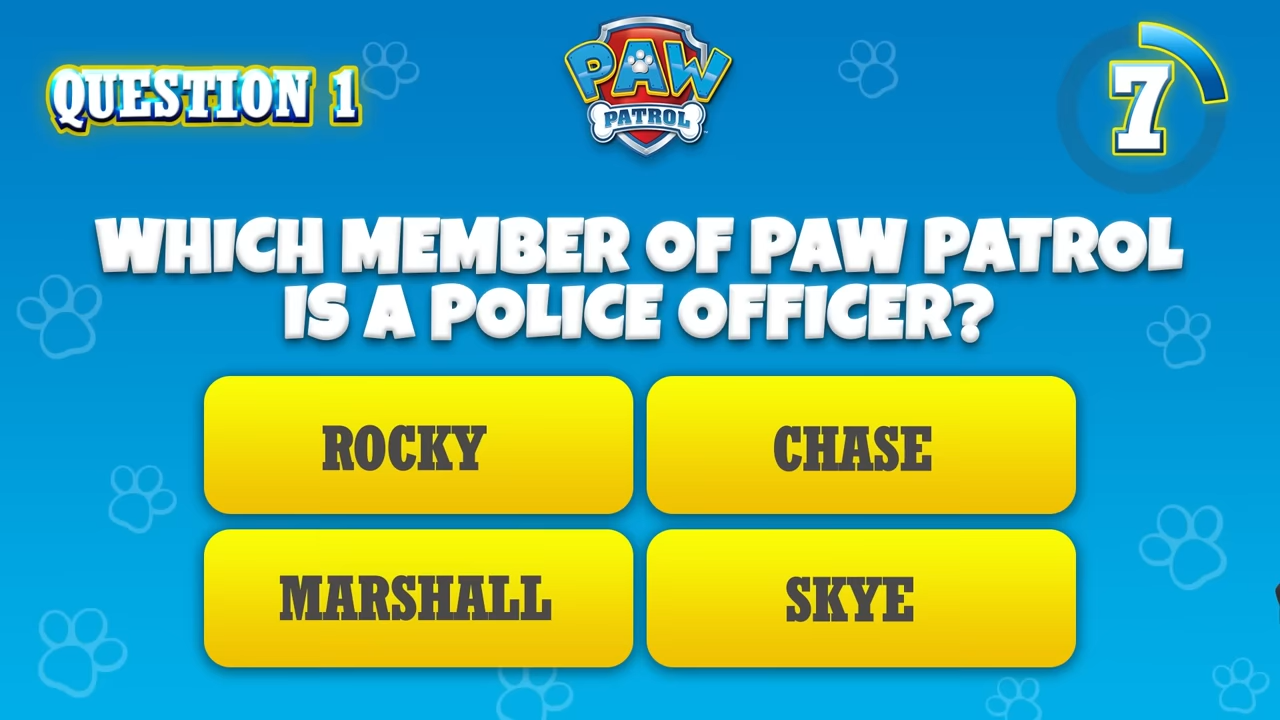 QUESTION 1
PAW
PATROL
7
WHICH MEMBER OF PAW PATROL
IS A POLICE OFFICER?
ROCKY
CHASE
MARSHALL
SKYE